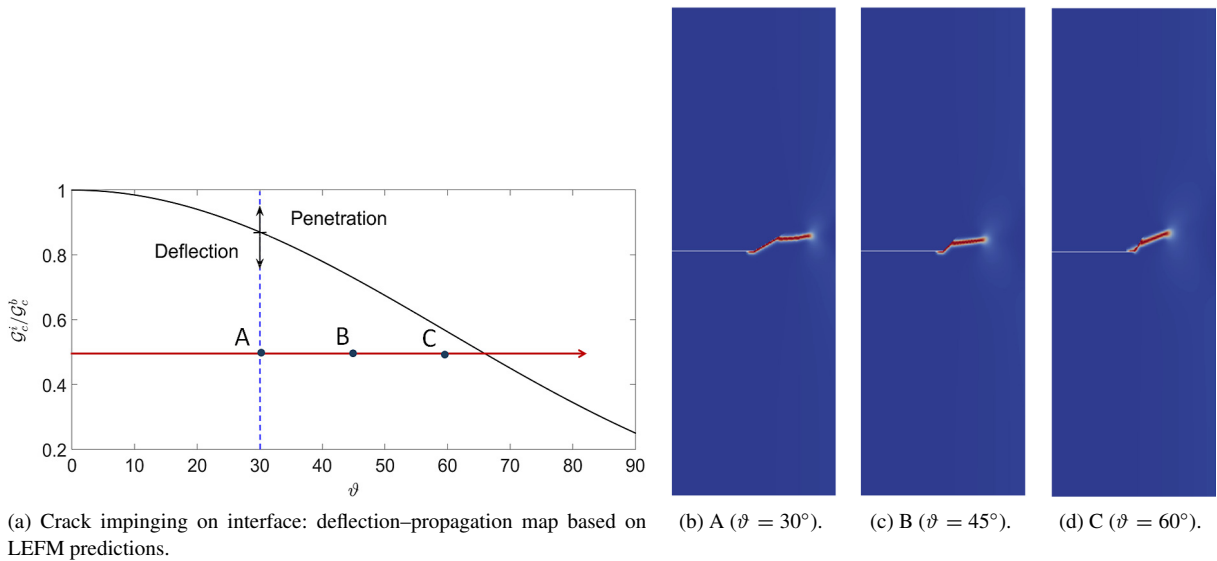 1
0.8
0.6
0.4
0.2
𝒢ᶜⁱ/𝒢ᶜᵇ
Penetration
Deflection
A
B
C
0 10 20 30 40 50 60 70 80 90
ϑ
(a) Crack impinging on interface: deflection–propagation map based on
LEFM predictions.
(b) A (ϑ = 30°).
(c) B (ϑ = 45°).
(d) C (ϑ = 60°).